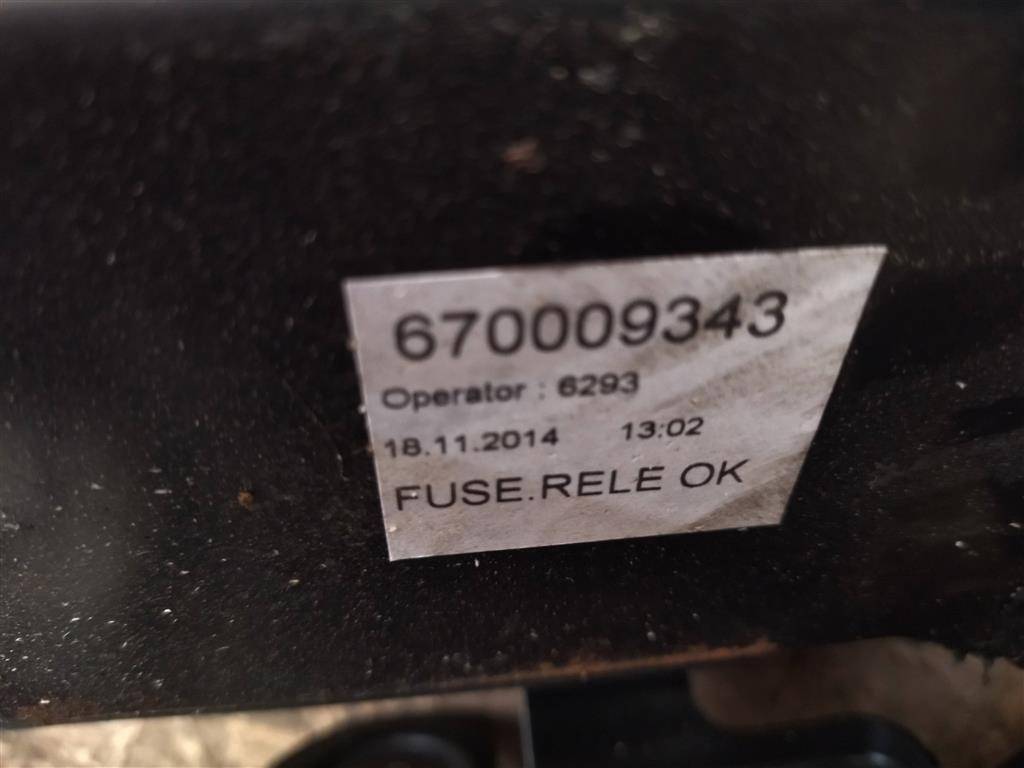 670009343
Operator : 6293
18.11.2014 13:02
FUSE.RELE OK